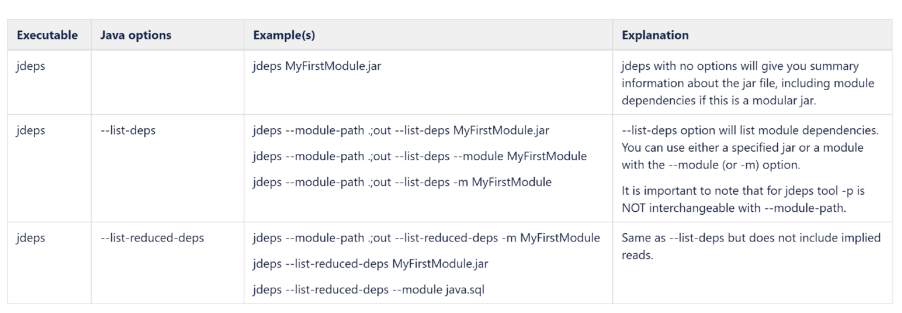 Executable Java options Example(s) Explanation
jdeps jdeps MyFirstModule.jar jdeps with no options will give you summary
information about the jar file, including module
dependencies if this is a modular jar.
jdeps --list-deps jdeps --module-path .;out --list-deps MyFirstModule.jar --list-deps option will list module dependencies.
You can use either a specified jar or a module
jdeps --module-path .;out --list-deps --module MyFirstModule
with the --module (or -m) option.
jdeps --module-path .;out --list-deps -m MyFirstModule
It is important to note that for jdeps tool -p is
NOT interchangeable with --module-path.
jdeps --list-reduced-deps jdeps --module-path .;out --list-reduced-deps -m MyFirstModule Same as --list-deps but does not include implied
reads.
jdeps --list-reduced-deps MyFirstModule.jar
jdeps --list-reduced-deps --module java.sql